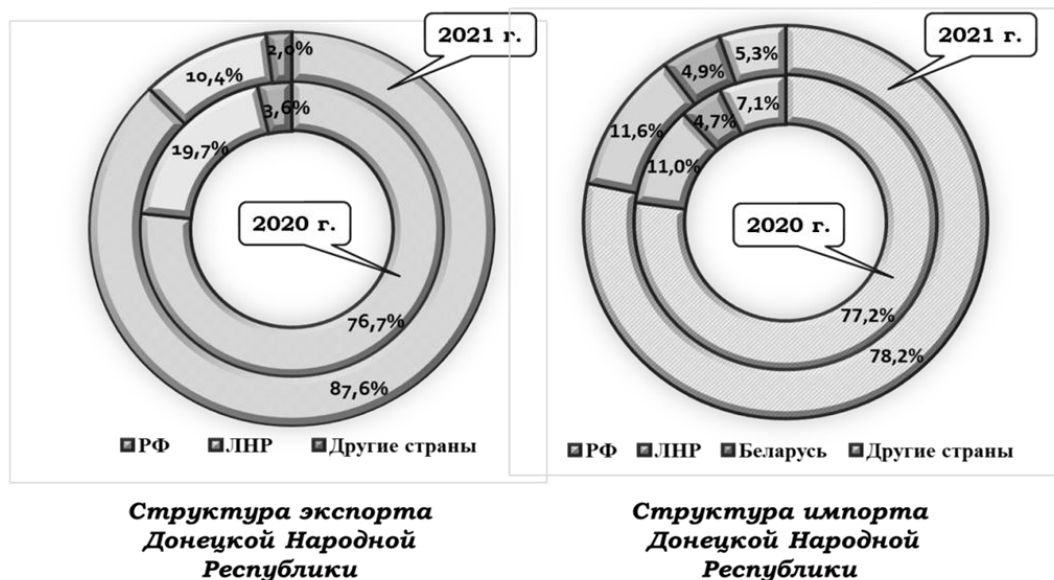 2021 г.
2,0%
10,4%
3,6%
19,7%
2020 г.
76,7%
87,6%
РФ ЛНР Другие страны
Структура экспорта
Донецкой Народной
Республики
2021 г.
5,3%
4,9%
7,1%
4,7%
11,6%
11,0%
2020 г.
77,2%
78,2%
РФ ЛНР Беларусь Другие страны
Структура импорта
Донецкой Народной
Республики